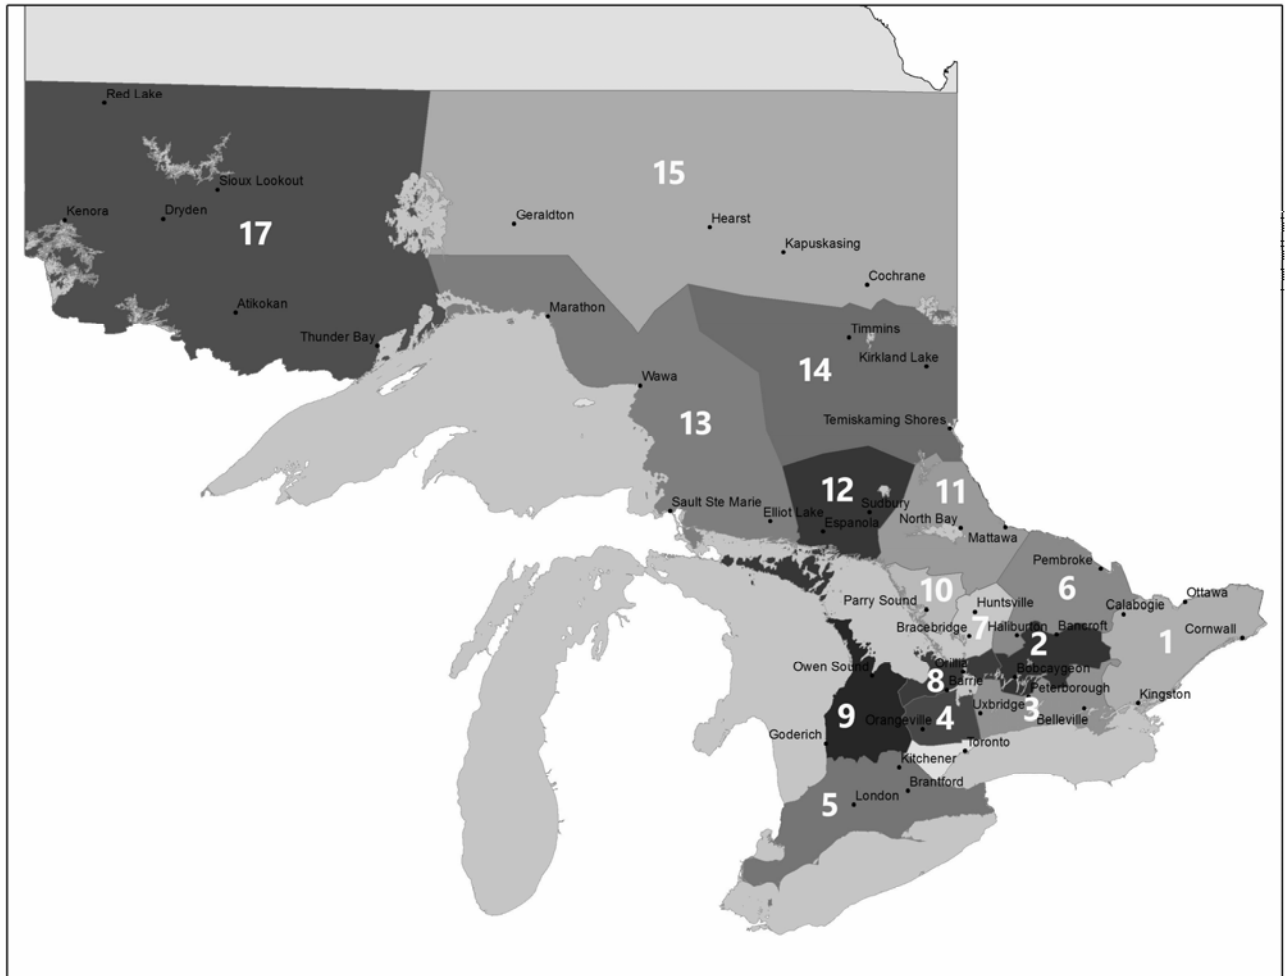 Red Lake
Sioux Lookout
15
Kenora
Dryden
Geraldton
Hearst
17
Kapuskasing
Cochrane
Atikokan
Marathon
Thunder Bay
Timmins
Kirkland Lake
14
Wawa
13
Temiskaming Shores
12
11
Sault Ste Marie
Elliot Lake
Sudbury
Espanola
North Bay
Mattawa
Pembroke
10
6
Parry Sound
Huntsville
Calabogie
Ottawa
Bracebridge
7
Haliburton
2
Bancroft
1
Cornwall
Owen Sound
Orillia
8
Barrie
Bobcaygeon
Peterborough
Kingston
9
Orangeville
4
Uxbridge
3
Belleville
Goderich
Toronto
Kitchener
5
London
Brantford